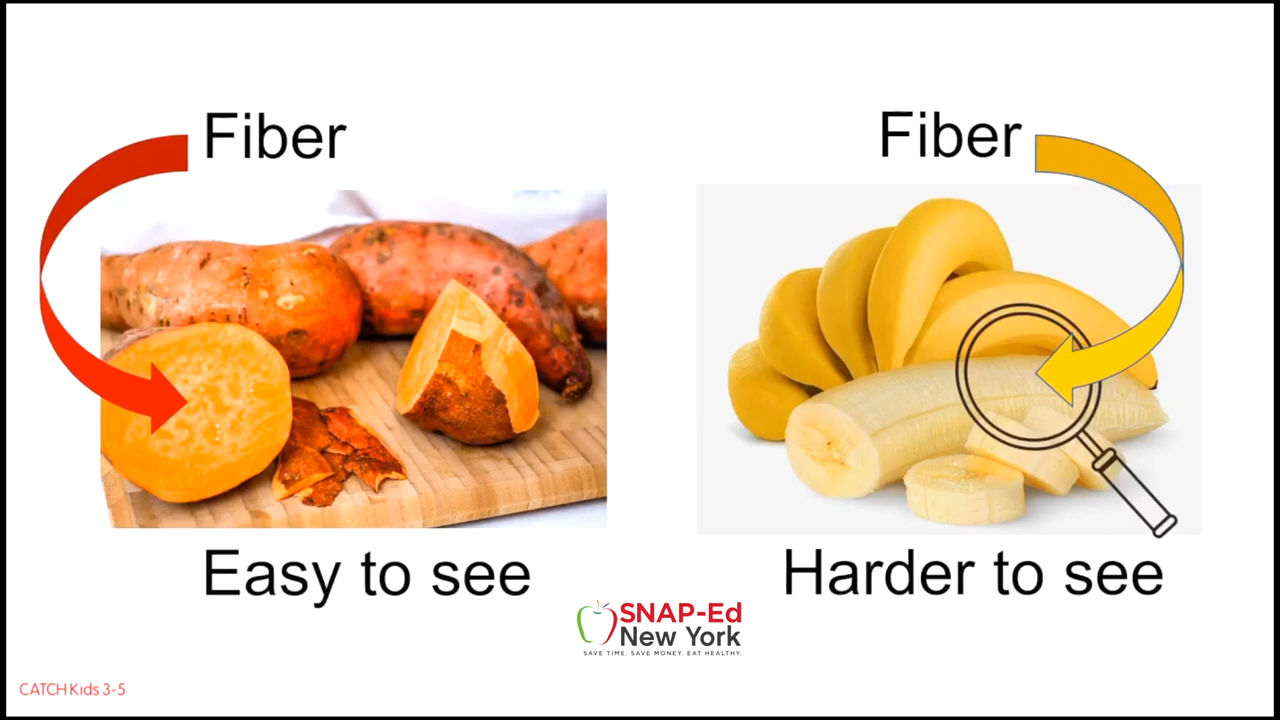 Fiber
Fiber
Easy to see
Harder to see
SNAP-Ed
New York
SAVE TIME. SAVE MONEY. EAT HEALTHY.
CATCH Kids 3-5